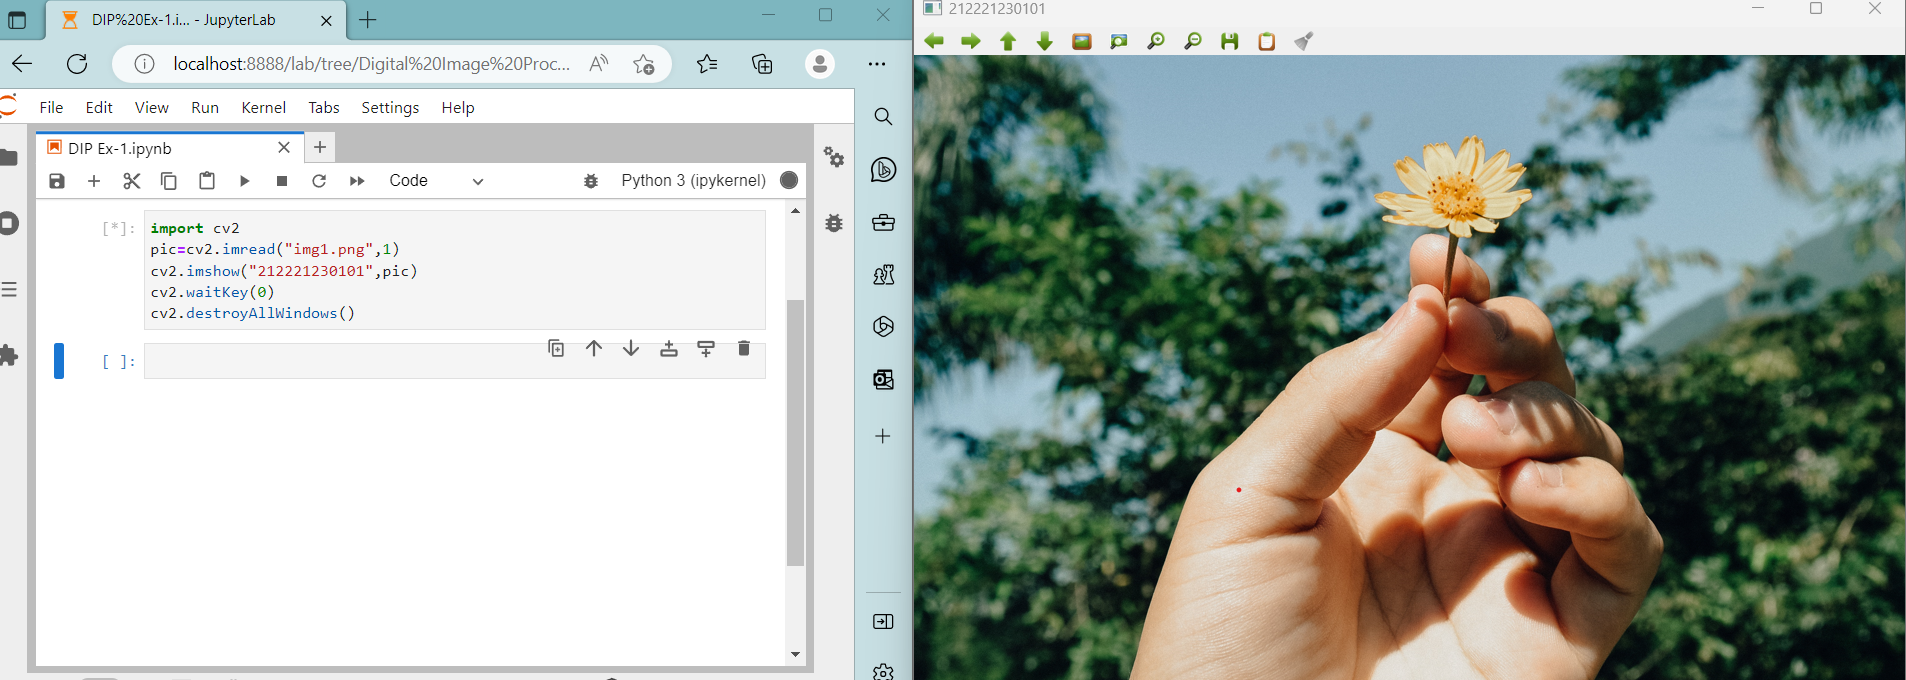 DIP%20Ex-1.i... - JupyterLab
localhost:8888/lab/tree/Digital%20Image%20Proc...
File Edit View Run Kernel Tabs Settings Help
DIP Ex-1.ipynb
Code
Python 3 (ipykernel)
[*]:
import cv2
pic=cv2.imread("img1.png",1)
cv2.imshow("212221230101",pic)
cv2.waitKey(0)
cv2.destroyAllWindows()
[ ]:
212221230101